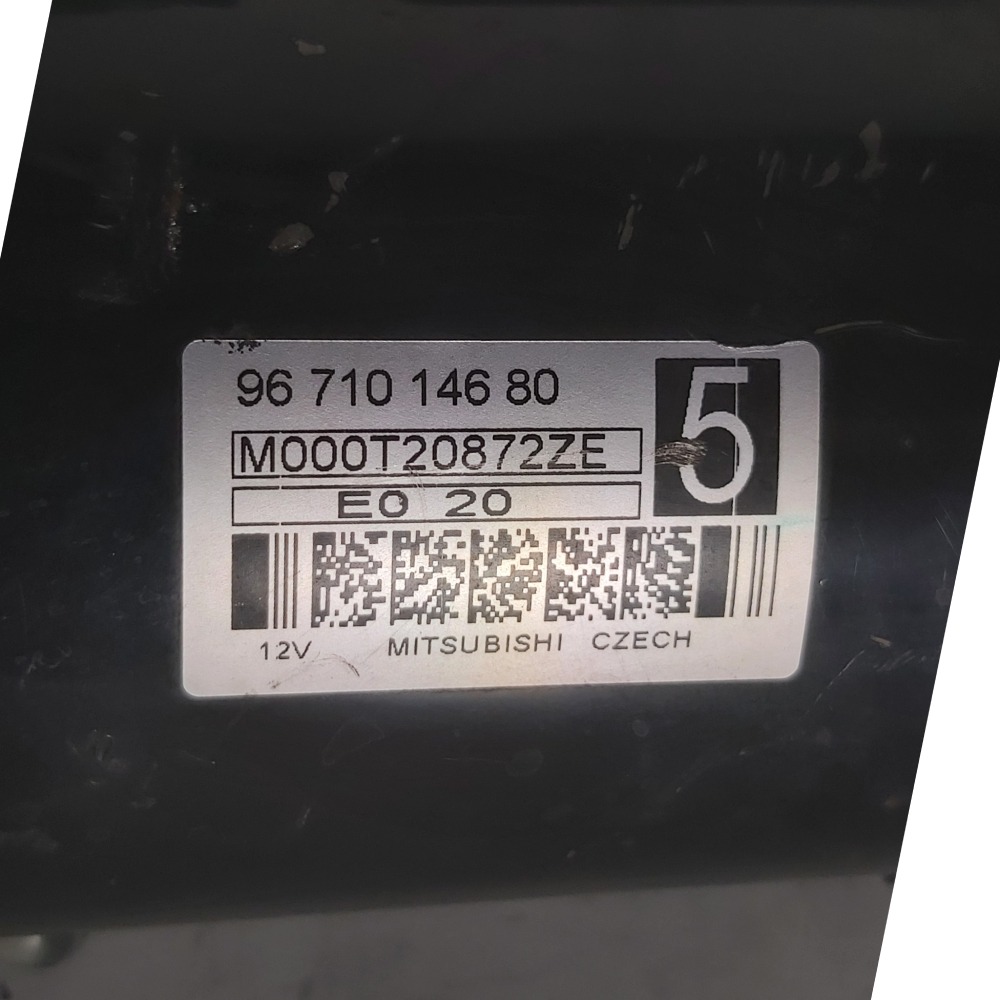 96 710 146 80
5
M000T20872ZE
E0 20
12V MITSUBISHI CZECH